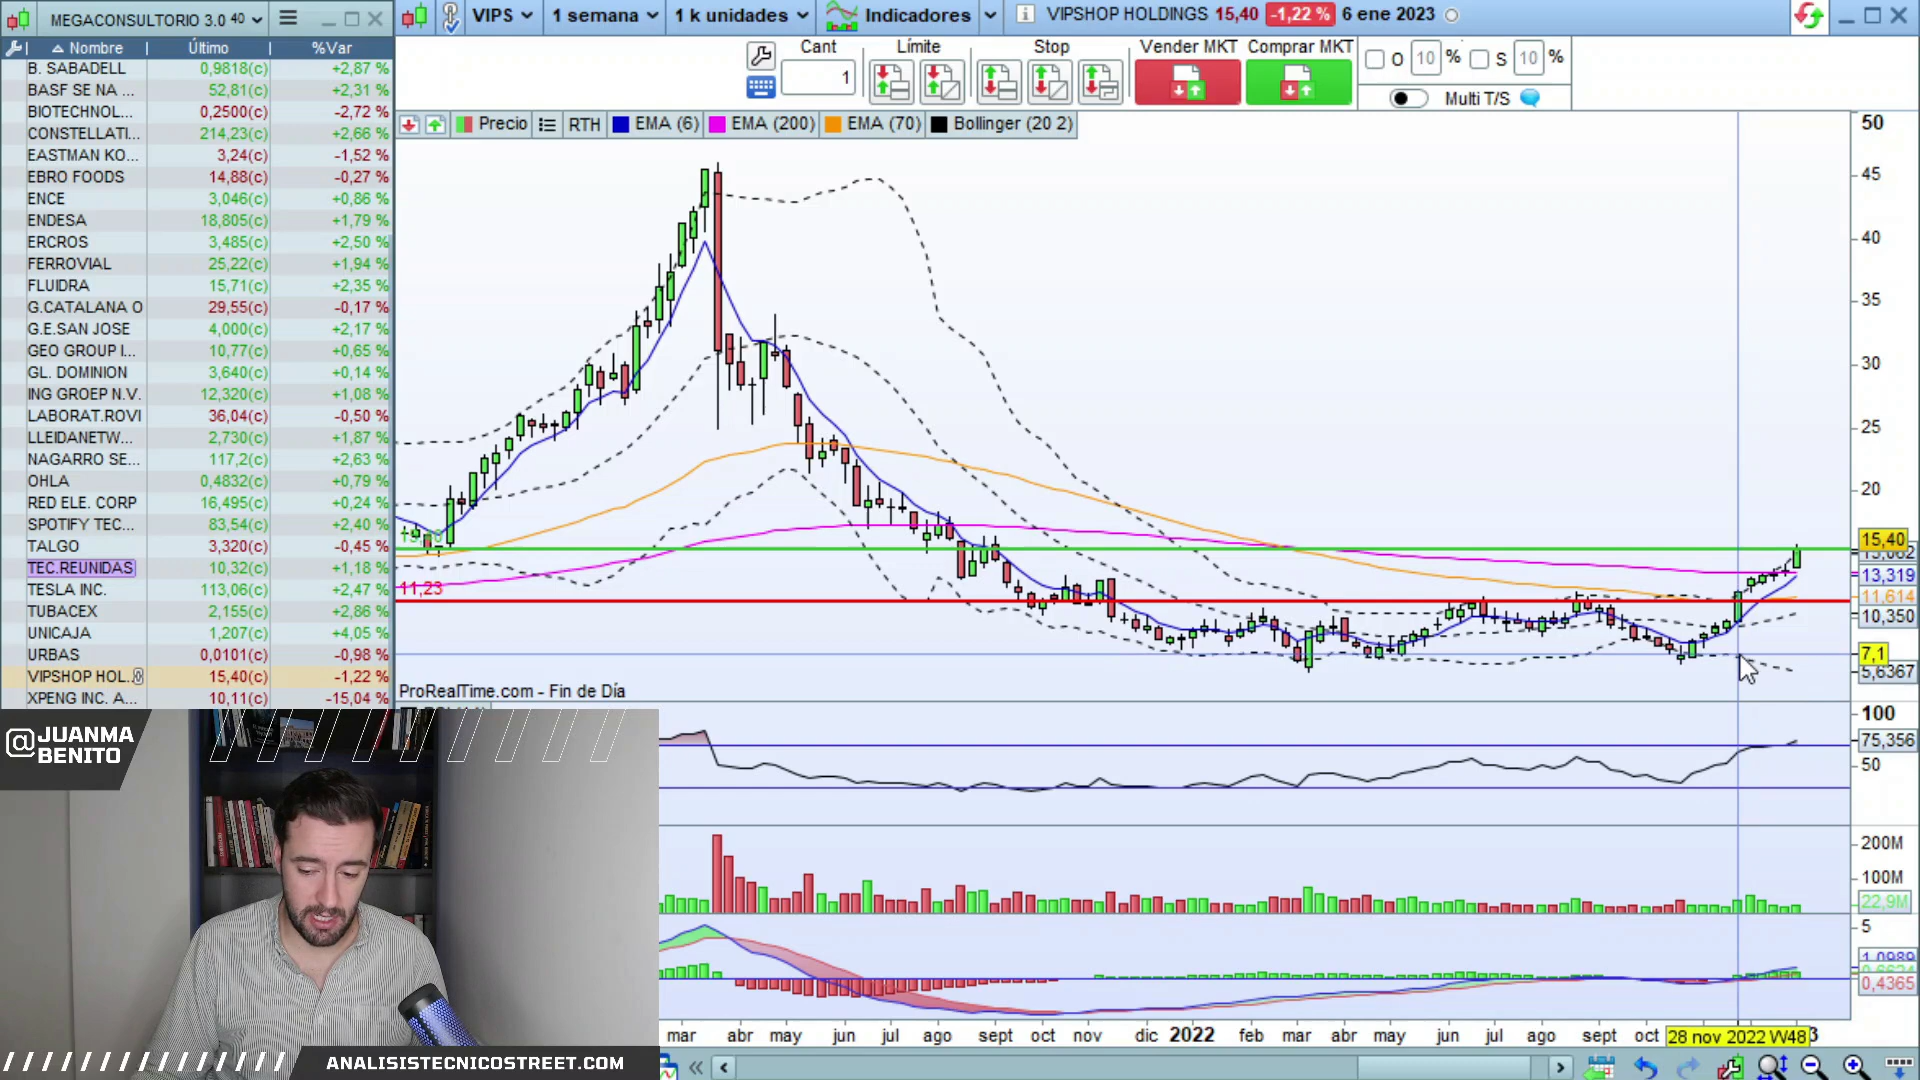 MEGACONSULTORIO 3.0 40
VIPS
1 semana
1 k unidades
Indicadores
VIPSHOP HOLDINGS 15,40 -1,22 % 6 ene 2023
Nombre Último %Var
B. SABADELL 0,9818(c) +2,87 %
BASF SE NA ... 52,81(c) +2,31 %
BIOTECHNOL... 0,2500(c) -2,72 %
CONSTELLATI... 214,23(c) +2,66 %
EASTMAN KO... 3,24(c) -1,52 %
EBRO FOODS 14,88(c) -0,27 %
ENCE 3,046(c) +0,86 %
ENDESA 18,805(c) +1,79 %
ERCROS 3,485(c) +2,50 %
FERROVIAL 25,22(c) +1,94 %
FLUIDRA 15,71(c) +2,35 %
G.CATALANA O 29,55(c) -0,17 %
G.E.SAN JOSE 4,000(c) +2,17 %
GEO GROUP I... 10,77(c) +0,65 %
GL. DOMINION 3,640(c) +0,14 %
ING GROEP N.V. 12,320(c) +1,08 %
LABORAT.ROVI 36,04(c) -0,50 %
LLEIDANETW... 2,730(c) +1,87 %
NAGARRO SE... 117,2(c) +2,63 %
OHLA 0,4832(c) +0,79 %
RED ELE. CORP 16,495(c) +0,24 %
SPOTIFY TEC... 83,54(c) +2,40 %
TALGO 3,320(c) -0,45 %
TEC.REUNIDAS 10,32(c) +1,18 %
TESLA INC. 113,06(c) +2,47 %
TUBACEX 2,155(c) +2,86 %
UNICAJA 1,207(c) +4,05 %
URBAS 0,0101(c) -0,98 %
VIPSHOP HOL... 15,40(c) -1,22 %
XPENG INC. A... 10,11(c) -15,04 %
Cant Límite Stop Vender MKT Comprar MKT
1
O 10 % S 10 %
Multi T/S
Precio RTH EMA (6) EMA (200) EMA (70) Bollinger (20 2)
50
45
40
35
30
25
20
15,40
13,319
11,614
10,350
7,1
5,6367
11,23
ProRealTime.com - Fin de Día
100
75,356
50
200M
100M
22,9M
5
1,0989
0,4365
mar abr may jun jul ago sept oct nov dic 2022 feb mar abr may jun jul ago sept oct 28 nov 2022 W48 3
@JUANMA
BENITO
ANALISISTECNICOSTREET.COM